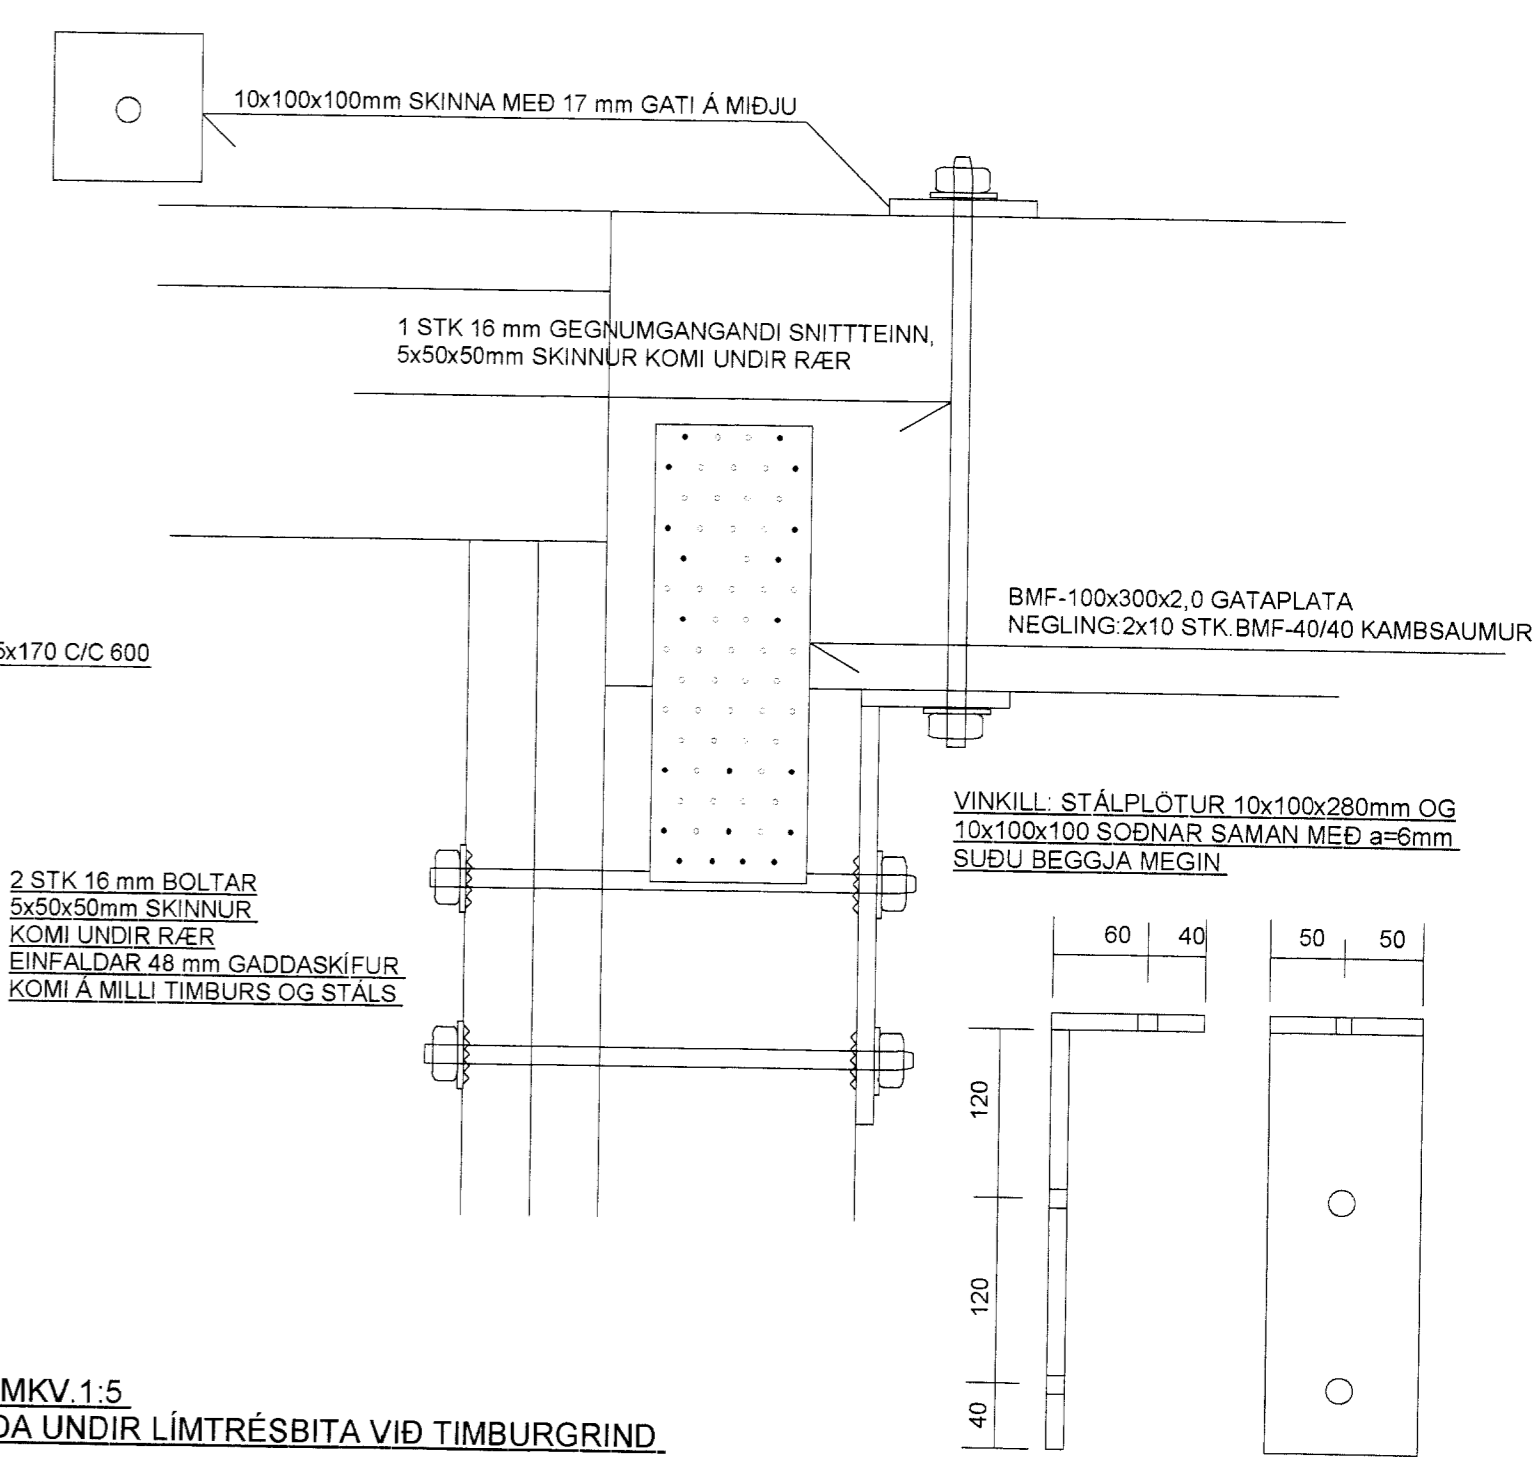 10x100x100mm SKINNA MEÐ 17 mm GATI Á MIÐJU
1 STK 16 mm GEGNUMGANGANDI SNITTTEINN,
5x50x50mm SKINNUR KOMI UNDIR RÆR
BMF-100x300x2,0 GATAPLATA
NEGLING:2x10 STK.BMF-40/40 KAMBSAUMUR
x170 C/C 600
VINKILL: STÁLPLÖTUR 10x100x280mm OG
10x100x100 SOÐNAR SAMAN MEÐ a=6mm
SUÐU BEGGJA MEGIN
2 STK 16 mm BOLTAR
5x50x50mm SKINNUR
KOMI UNDIR RÆR
EINFALDAR 48 mm GADDASKÍFUR
KOMI Á MILLI TIMBURS OG STÁLS
60 40
50 50
120
120
40
MKV.1:5
DA UNDIR LÍMTRÉSBITA VIÐ TIMBURGRIND